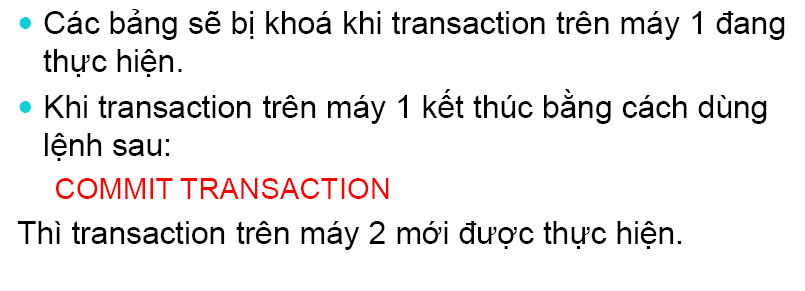 Các bảng sẽ bị khoá khi transaction trên máy 1 đang
thực hiện.
Khi transaction trên máy 1 kết thúc bằng cách dùng
lệnh sau:
COMMIT TRANSACTION
Thì transaction trên máy 2 mới được thực hiện.